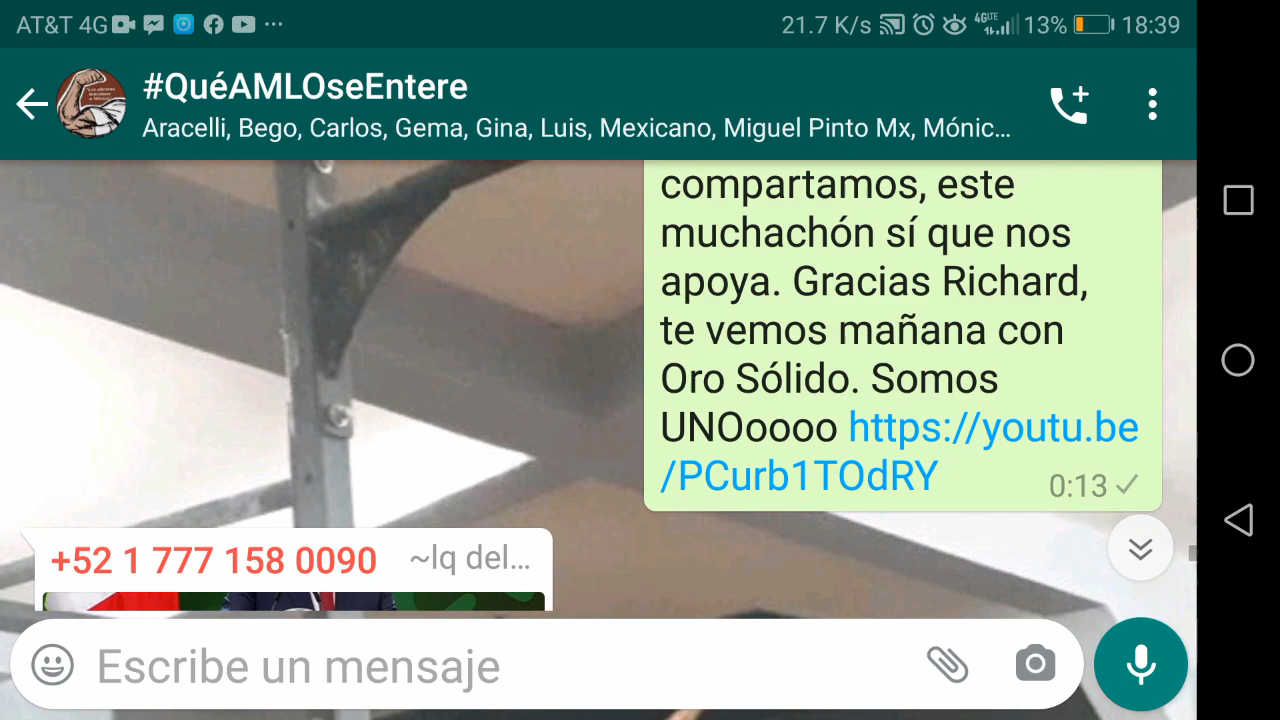 AT&T 4G
21.7 K/s 4G LTE 13% 18:39
#QuéAMLOseEntere
Aracelli, Bego, Carlos, Gema, Gina, Luis, Mexicano, Miguel Pinto Mx, Mónic...
compartamos, este
muchachón sí que nos
apoya. Gracias Richard,
te vemos mañana con
Oro Sólido. Somos
UNOoooo https://youtu.be
/PCurb1TOdRY
0:13
+52 1 777 158 0090 ~lq del...
Escribe un mensaje